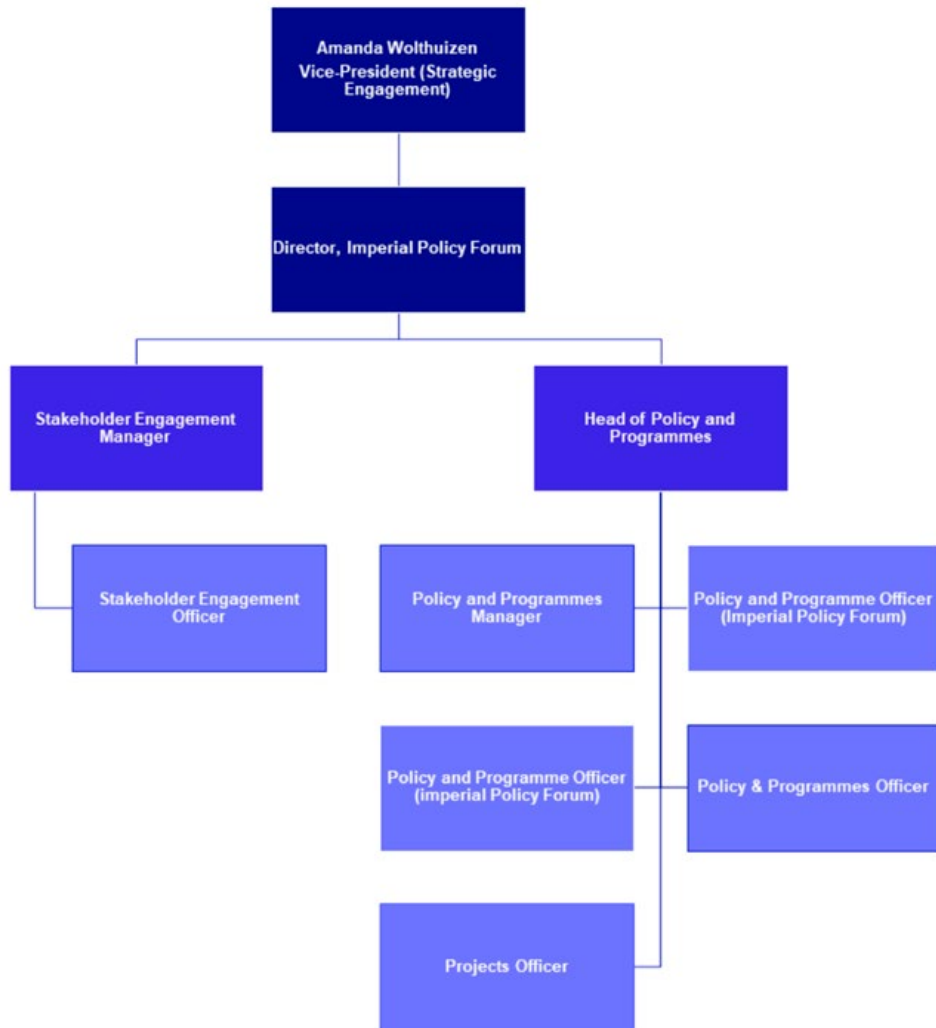 Amanda Wolthuizen
Vice-President (Strategic
Engagement)
Director, Imperial Policy Forum
Stakeholder Engagement
Manager
Head of Policy and
Programmes
Stakeholder Engagement
Officer
Policy and Programmes
Manager
Policy and Programme Officer
(Imperial Policy Forum)
Policy and Programme Officer
(imperial Policy Forum)
Policy & Programmes Officer
Projects Officer